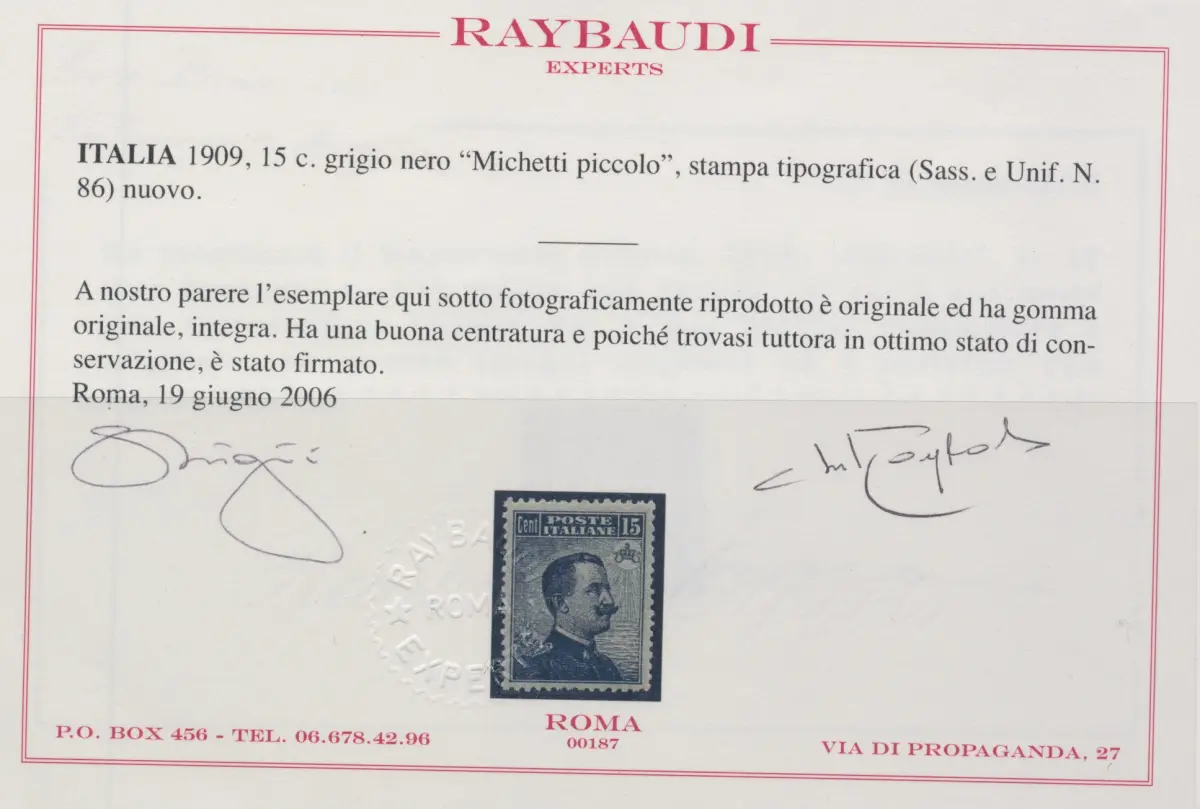 RAYBAUDI
EXPERTS
ITALIA 1909, 15 c. grigio nero “Michetti piccolo”, stampa tipografica (Sass. e Unif. N.
86) nuovo.
A nostro parere l’esemplare qui sotto fotograficamente riprodotto è originale ed ha gomma
originale, integra. Ha una buona centratura e poiché trovasi tuttora in ottimo stato di con-
servazione, è stato firmato.
Roma, 19 giugno 2006
Cent POSTE ITALIANE 15
RAYBA
ROM
EXPE
P.O. BOX 456 - TEL. 06.678.42.96
ROMA
00187
VIA DI PROPAGANDA, 27